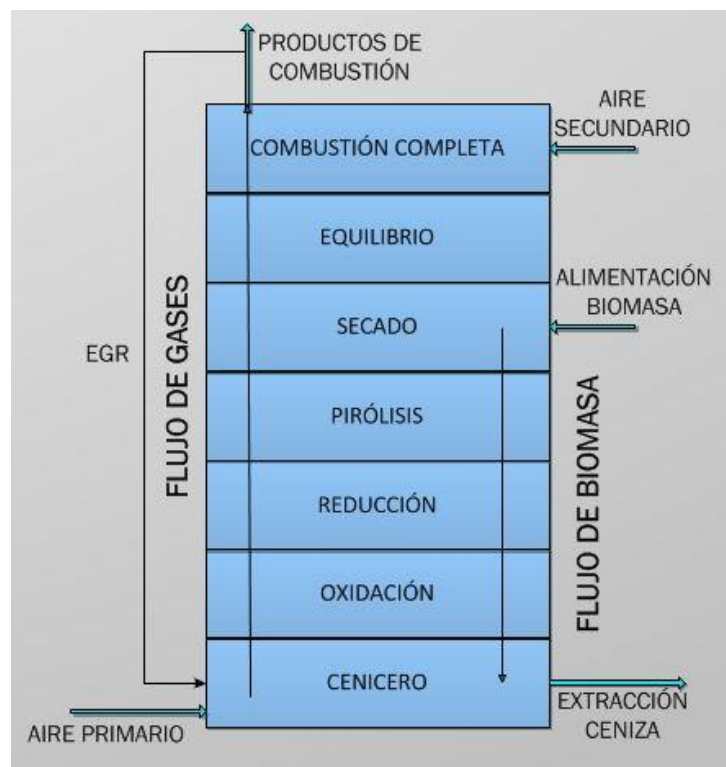 PRODUCTOS DE
COMBUSTIÓN
AIRE
SECUNDARIO
COMBUSTIÓN COMPLETA
EQUILIBRIO
ALIMENTACIÓN
BIOMASA
SECADO
EGR
FLUJO DE GASES
PIRÓLISIS
FLUJO DE BIOMASA
REDUCCIÓN
OXIDACIÓN
CENICERO
EXTRACCIÓN
CENIZA
AIRE PRIMARIO